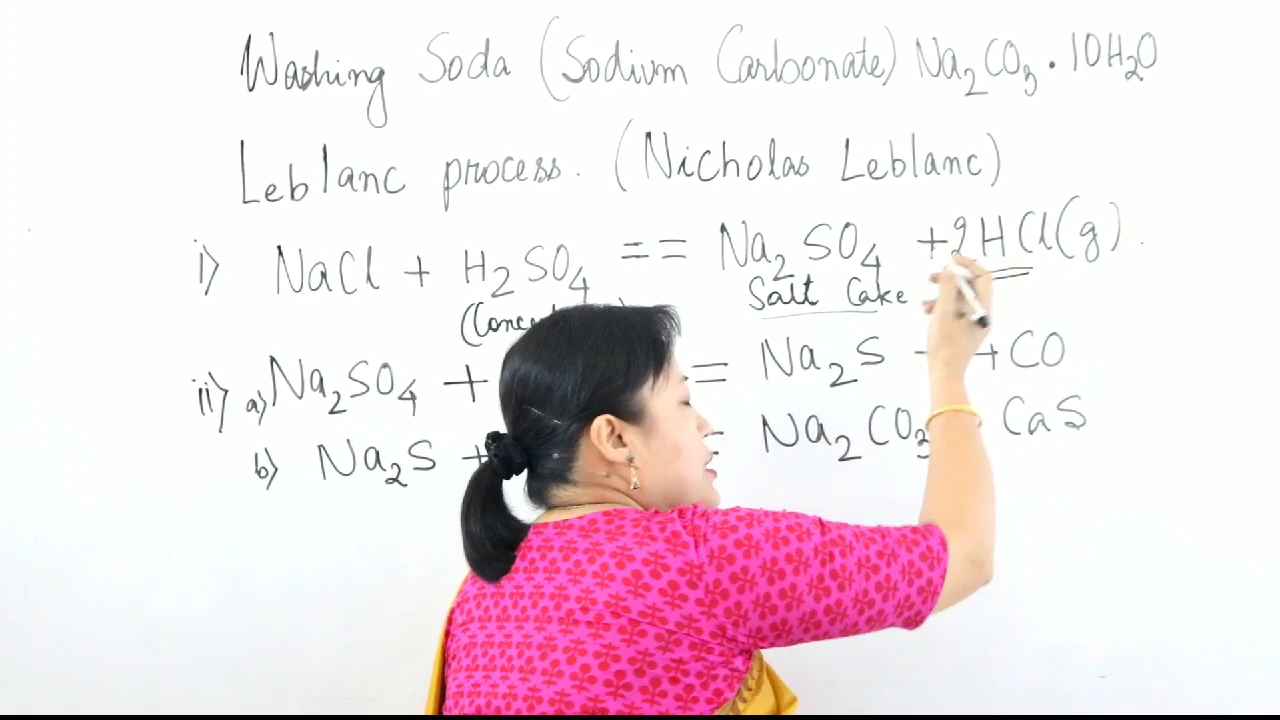 Washing Soda (Sodium Carbonate) Na₂CO₃·10H₂O
Leblanc process. (Nicholas Leblanc)
i) NaCl + H₂SO₄ == Na₂SO₄ + 2HCl(g).
Salt Cake
ii) a) Na₂SO₄ + = Na₂S + + CO
b) Na₂S + = Na₂CO₃ CaS